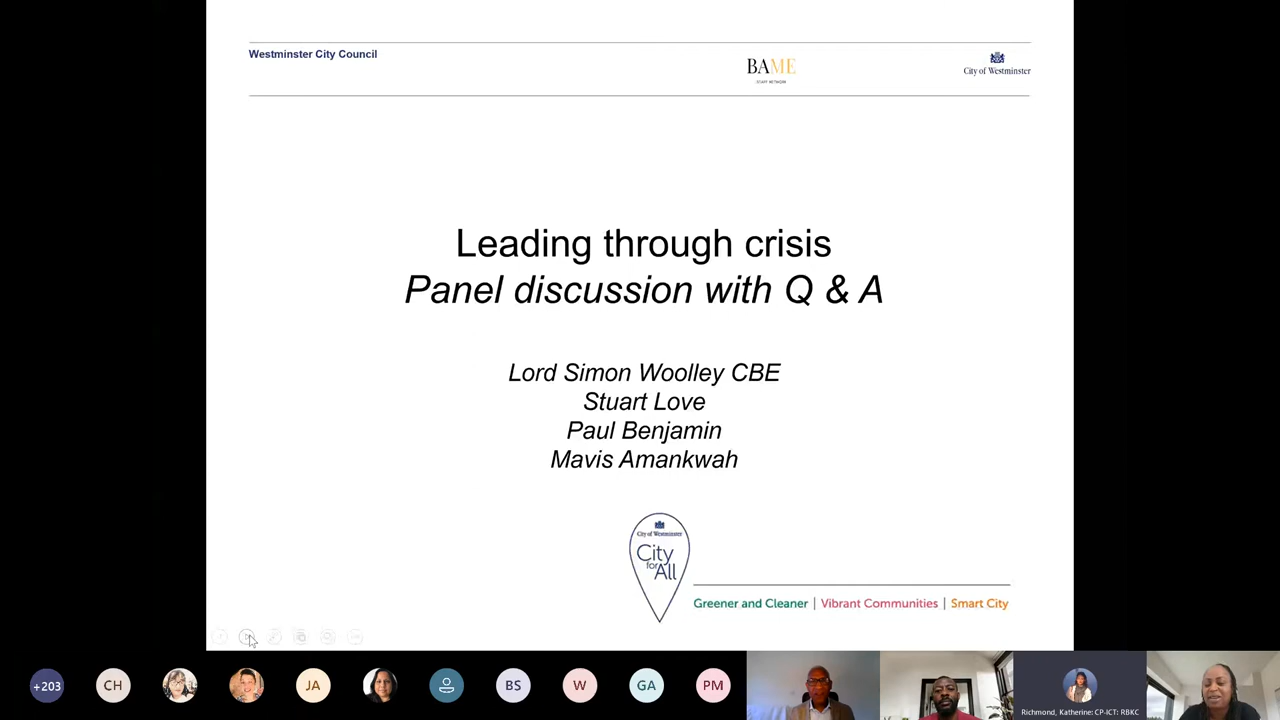 Westminster City Council
BAME
STAFF NETWORK
City of Westminster
Leading through crisis
Panel discussion with Q & A
Lord Simon Woolley CBE
Stuart Love
Paul Benjamin
Mavis Amankwah
City of Westminster
City
for
All
Greener and Cleaner | Vibrant Communities | Smart City
+203
CH
JA
BS
W
GA
PM
Richmond, Katherine: CP-ICT: RBKC